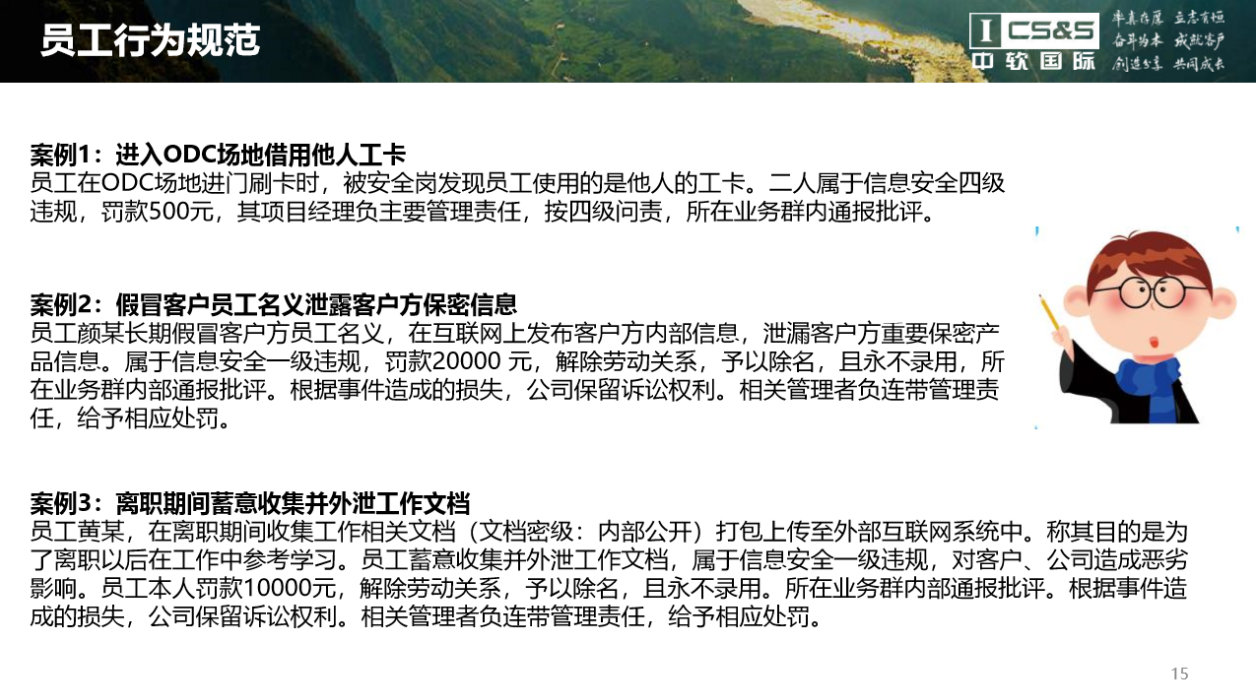 员工行为规范
I CS&S
中软国际
率真存厚 立志有恒
奋斗为本 成就客户
创造分享 共同成长
案例1：进入ODC场地借用他人工卡
员工在ODC场地进门刷卡时，被安全岗发现员工使用的是他人的工卡。二人属于信息安全四级
违规，罚款500元，其项目经理负主要管理责任，按四级问责，所在业务群内通报批评。
案例2：假冒客户员工名义泄露客户方保密信息
员工颜某长期假冒客户方员工名义，在互联网上发布客户方内部信息，泄漏客户方重要保密产
品信息。属于信息安全一级违规，罚款20000 元，解除劳动关系，予以除名，且永不录用，所
在业务群内部通报批评。根据事件造成的损失，公司保留诉讼权利。相关管理者负连带管理责
任，给予相应处罚。
案例3：离职期间蓄意收集并外泄工作文档
员工黄某，在离职期间收集工作相关文档（文档密级：内部公开）打包上传至外部互联网系统中。称其目的是为
了离职以后在工作中参考学习。员工蓄意收集并外泄工作文档，属于信息安全一级违规，对客户、公司造成恶劣
影响。员工本人罚款10000元，解除劳动关系，予以除名，且永不录用。所在业务群内部通报批评。根据事件造
成的损失，公司保留诉讼权利。相关管理者负连带管理责任，给予相应处罚。
15